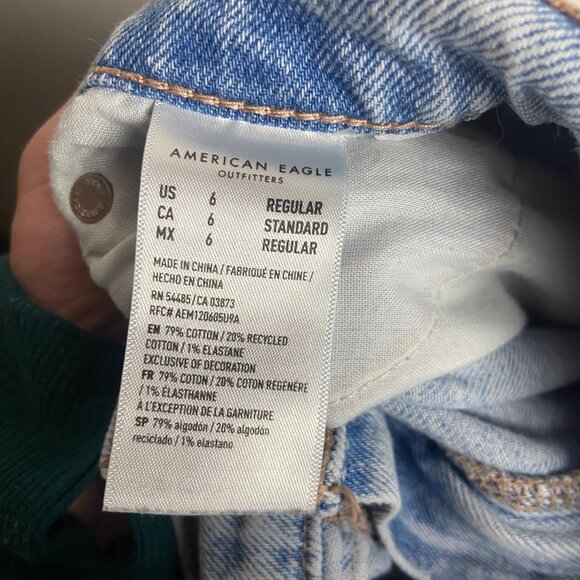 AMERICAN EAGLE
OUTFITTERS
US 6 REGULAR
CA 6 STANDARD
MX 6 REGULAR
MADE IN CHINA / FABRIQUÉ EN CHINE /
HECHO EN CHINA
RN 54485 / CA 03873
RFC# AEM120605U9A
EN 79% COTTON / 20% RECYCLED
COTTON / 1% ELASTANE
EXCLUSIVE OF DECORATION
FR 79% COTON / 20% COTON REGÉNÉRÉ
/ 1% ÉLASTHANNE
À L'EXCEPTION DE LA GARNITURE
SP 79% algodón / 20% algodón
reciclado / 1% elastano